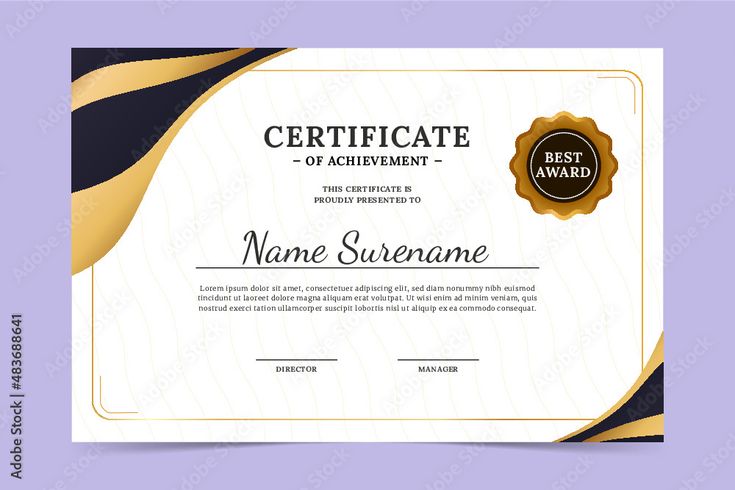 CERTIFICATE
– OF ACHIEVEMENT –
THIS CERTIFICATE IS
PROUDLY PRESENTED TO
BEST
AWARD
Name Surename
Lorem ipsum dolor sit amet, consectetuer adipiscing elit, sed diam nonummy nibh euismod
tincidunt ut laoreet dolore magna aliquam erat volutpat. Ut wisi enim ad minim veniam, quis
nostrud exerci tation ullamcorper suscipit lobortis nisl ut aliquip ex ea commodo consequat.
DIRECTOR
MANAGER
Adobe Stock | #483688641
Adobe Stock